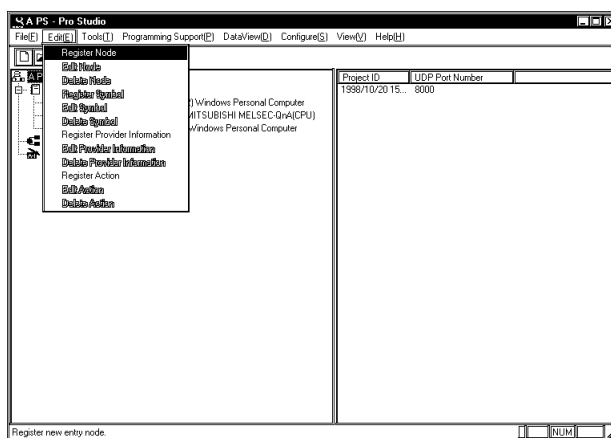 APS - Pro Studio
File(F) Edit(E) Tools(T) Programming Support(P) DataView(D) Configure(S) View(V) Help(H)
Register Node
Edit Node
Delete Node
Register Symbol
Edit Symbol
Delete Symbol
Register Provider Information
Edit Provider Information
Delete Provider Information
Register Action
Edit Action
Delete Action
AP
) Windows Personal Computer
MITSUBISHI MELSEC-QnA(CPU)
Windows Personal Computer
Project ID UDP Port Number
1998/10/20 15... 8000
Register new entry node.
NUM